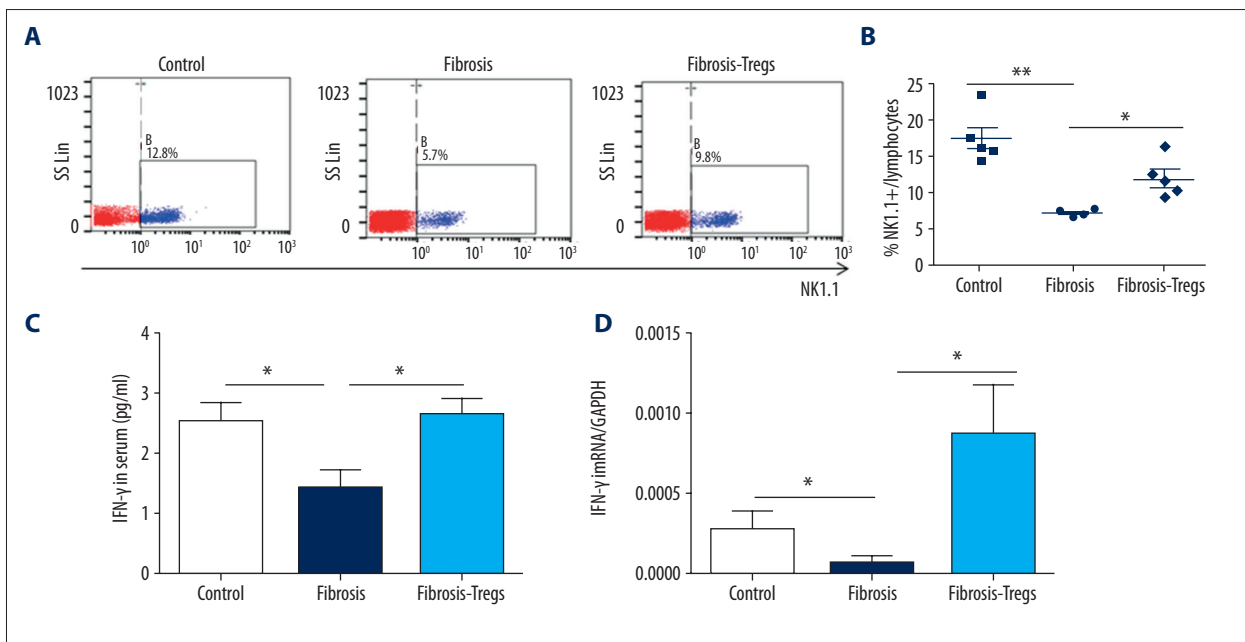 A
Control
Fibrosis
Fibrosis-Tregs
1023
SS Lin
0
B
12.8%
10⁰ 10¹ 10² 10³
1023
SS Lin
0
B
5.7%
10⁰ 10¹ 10² 10³
1023
SS Lin
0
B
9.8%
10⁰ 10¹ 10² 10³
NK1.1
B
% NK1.1+/lymphocytes
25
20
15
10
5
0
**
*
Control Fibrosis Fibrosis-Tregs
C
IFN-γ in serum (pg/ml)
4
3
2
1
0
*
*
Control Fibrosis Fibrosis-Tregs
D
IFN-γ imRNA/GAPDH
0.0015
0.0010
0.0005
0.0000
*
*
Control Fibrosis Fibrosis-Tregs